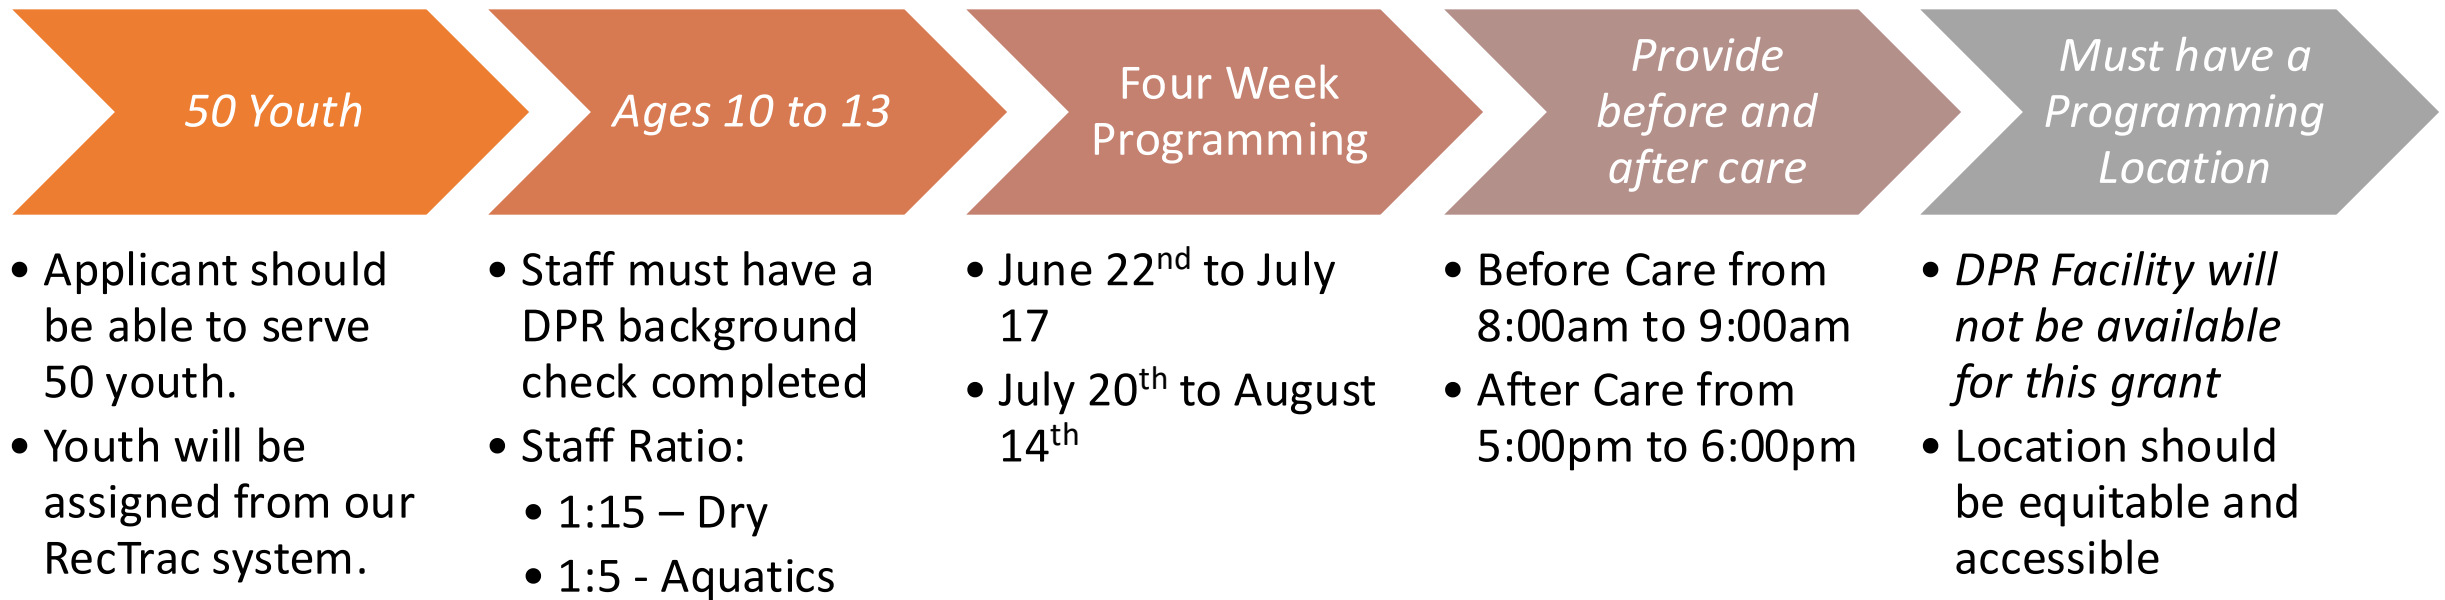 50 Youth
• Applicant should
be able to serve
50 youth.
• Youth will be
assigned from our
RecTrac system.
Ages 10 to 13
• Staff must have a
DPR background
check completed
• Staff Ratio:
• 1:15 – Dry
• 1:5 - Aquatics
Four Week
Programming
• June 22nd to July
17
• July 20th to August
14th
Provide
before and
after care
• Before Care from
8:00am to 9:00am
• After Care from
5:00pm to 6:00pm
Must have a
Programming
Location
• DPR Facility will
not be available
for this grant
• Location should
be equitable and
accessible